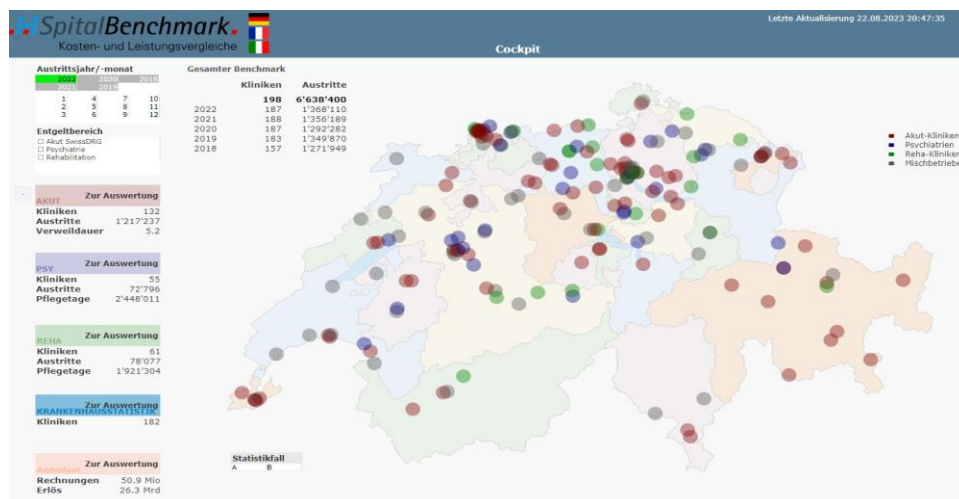 HSpitalBenchmark.
Kosten- und Leistungsvergleiche
Letzte Aktualisierung 22.08.2023 20:47:35
Cockpit
Austrittsjahr/-monat
2022 2020 2018
2021 2019
1 4 7 10
2 5 8 11
3 6 9 12
Entgeltbereich
Akut SwissDRG
Psychiatrie
Rehabilitation
Gesamter Benchmark
Kliniken Austritte
198 6'638'400
2022 187 1'368'110
2021 188 1'356'189
2020 187 1'292'282
2019 183 1'349'870
2018 157 1'271'949
Akut-Kliniken
Psychiatrien
Reha-Kliniken
Mischbetriebe
AKUT Zur Auswertung
Kliniken 132
Austritte 1'217'237
Verweildauer 5.2
PSY Zur Auswertung
Kliniken 55
Austritte 72'796
Pflegetage 2'448'011
REHA Zur Auswertung
Kliniken 61
Austritte 78'077
Pflegetage 1'921'304
Zur Auswertung
KRANKENHAUSSTATISTIK
Kliniken 182
Ambulant Zur Auswertung
Rechnungen 50.9 Mio
Erlös 26.3 Mrd
Statistikfall
A B